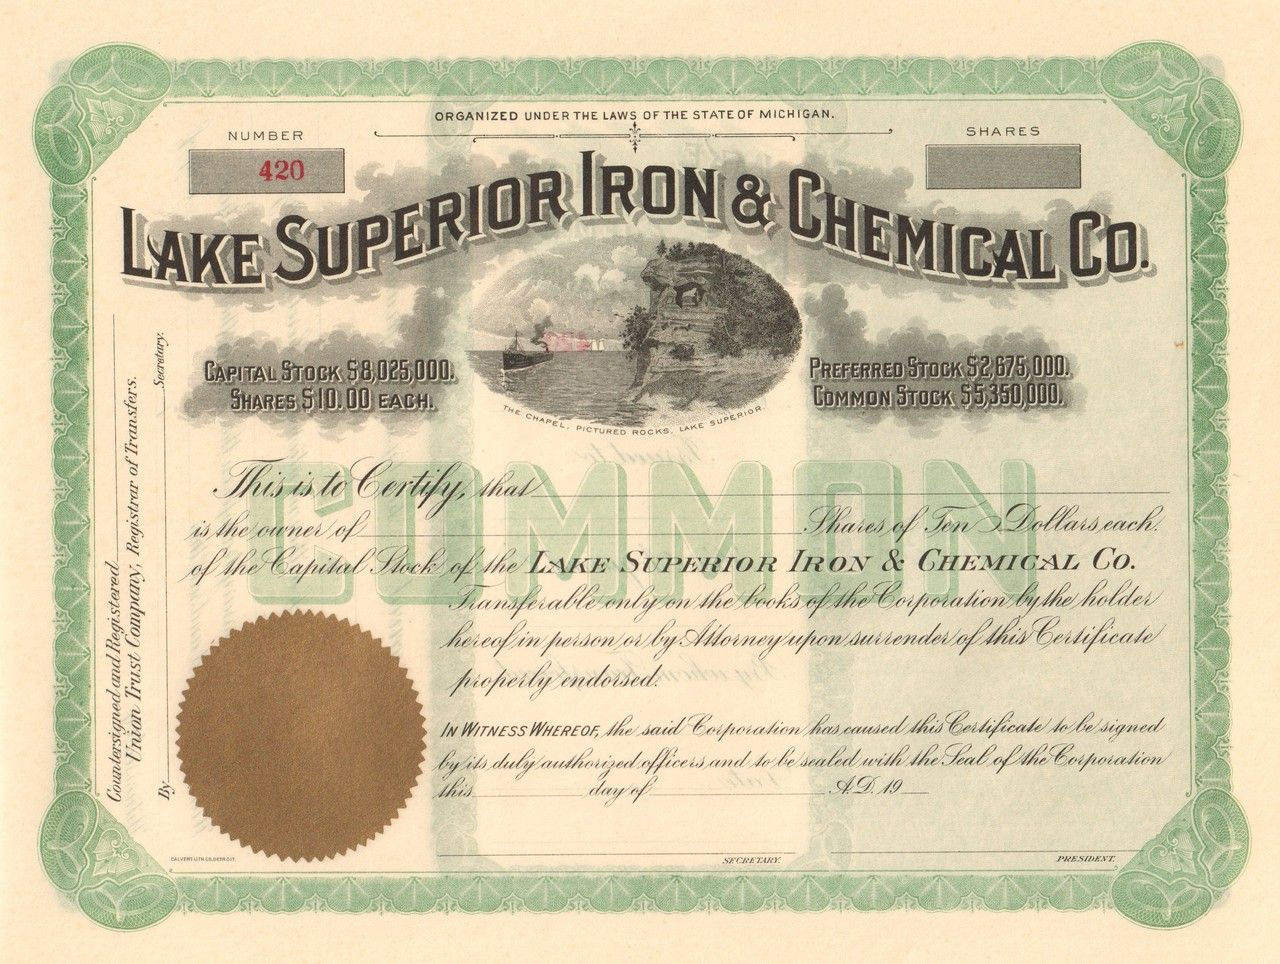 ORGANIZED UNDER THE LAWS OF THE STATE OF MICHIGAN.
NUMBER
420
SHARES
LAKE SUPERIOR IRON & CHEMICAL CO.
CAPITAL STOCK $8,025,000.
SHARES $10.00 EACH.
PREFERRED STOCK $2,675,000.
COMMON STOCK $5,350,000.
THE CHAPEL, PICTURED ROCKS, LAKE SUPERIOR.
COMMON
This is to Certify, that
is the owner of Shares of Ten Dollars each.
of the Capital Stock of the LAKE SUPERIOR IRON & CHEMICAL CO.
Transferable only on the books of the Corporation by the holder
hereof in person or by Attorney upon surrender of this Certificate
properly endorsed.
IN WITNESS WHEREOF, the said Corporation has caused this Certificate to be signed
by its duly authorized officers, and to be sealed with the Seal of the Corporation
this day of A.D. 19
SECRETARY.
PRESIDENT.
Countersigned and Registered
Union Trust Company, Registrar of Transfers.
By Secretary.
CALVERT LITH. CO. DETROIT.